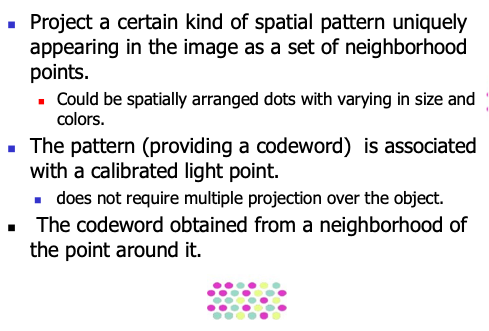 Project a certain kind of spatial pattern uniquely
appearing in the image as a set of neighborhood
points.
Could be spatially arranged dots with varying in size and
colors.
The pattern (providing a codeword) is associated
with a calibrated light point.
does not require multiple projection over the object.
The codeword obtained from a neighborhood of
the point around it.